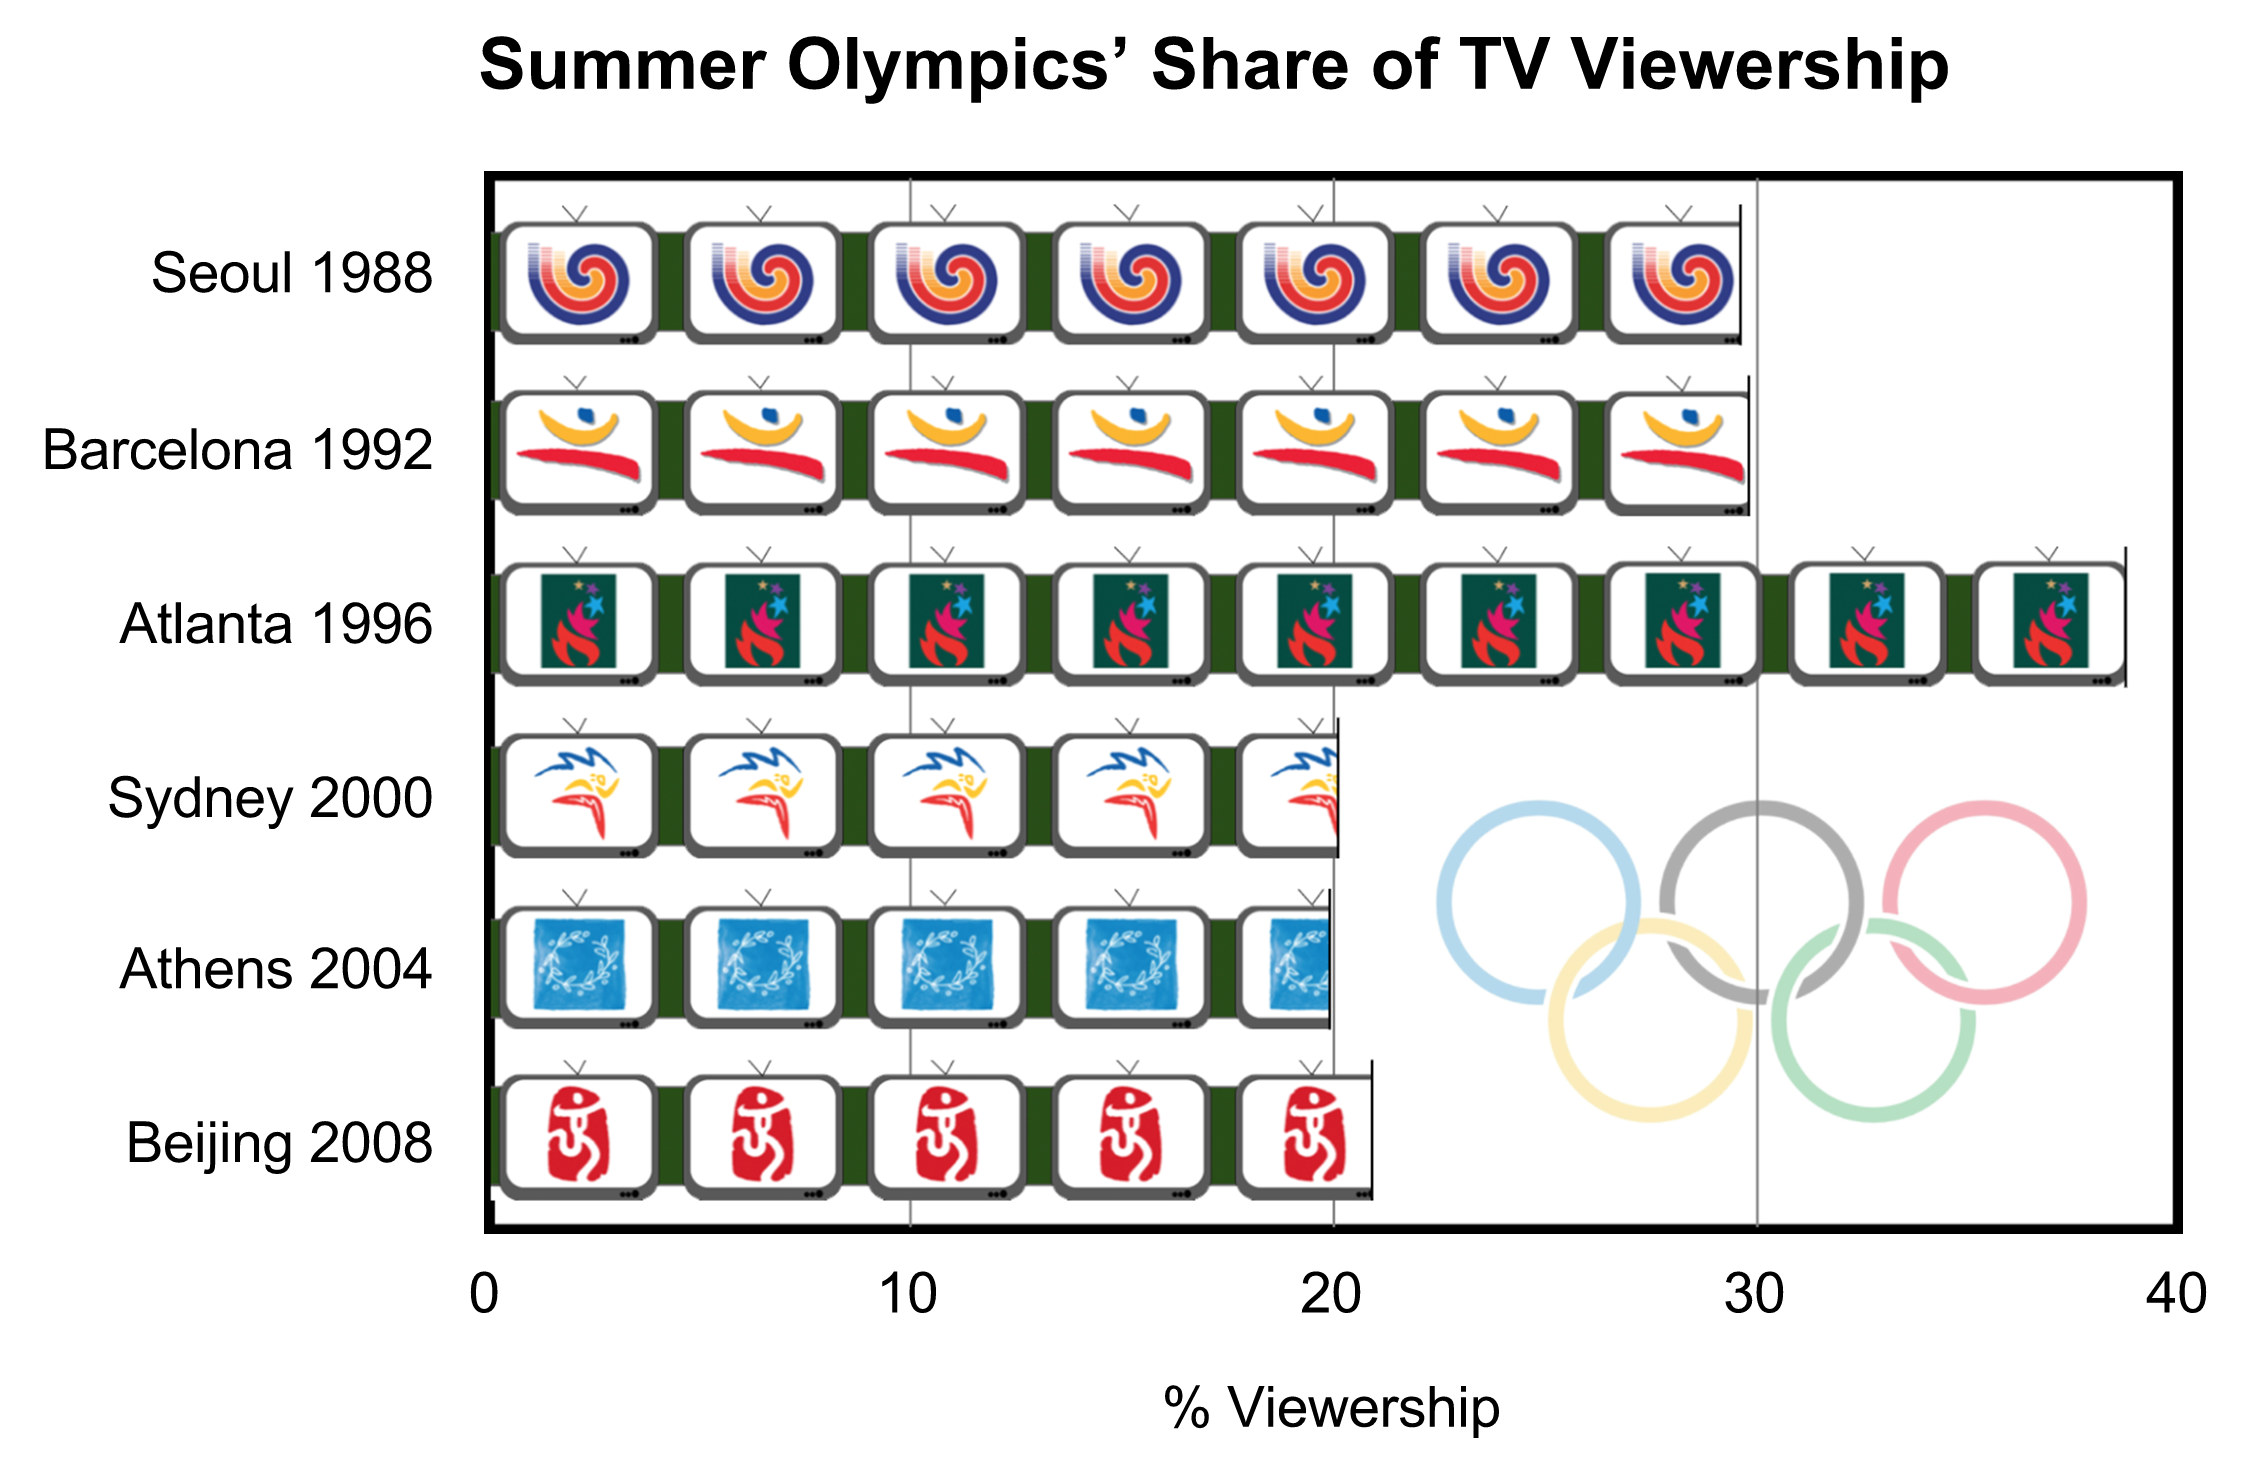 Summer Olympics’ Share of TV Viewership
Seoul 1988
Barcelona 1992
Atlanta 1996
Sydney 2000
Athens 2004
Beijing 2008
0 10 20 30 40
% Viewership